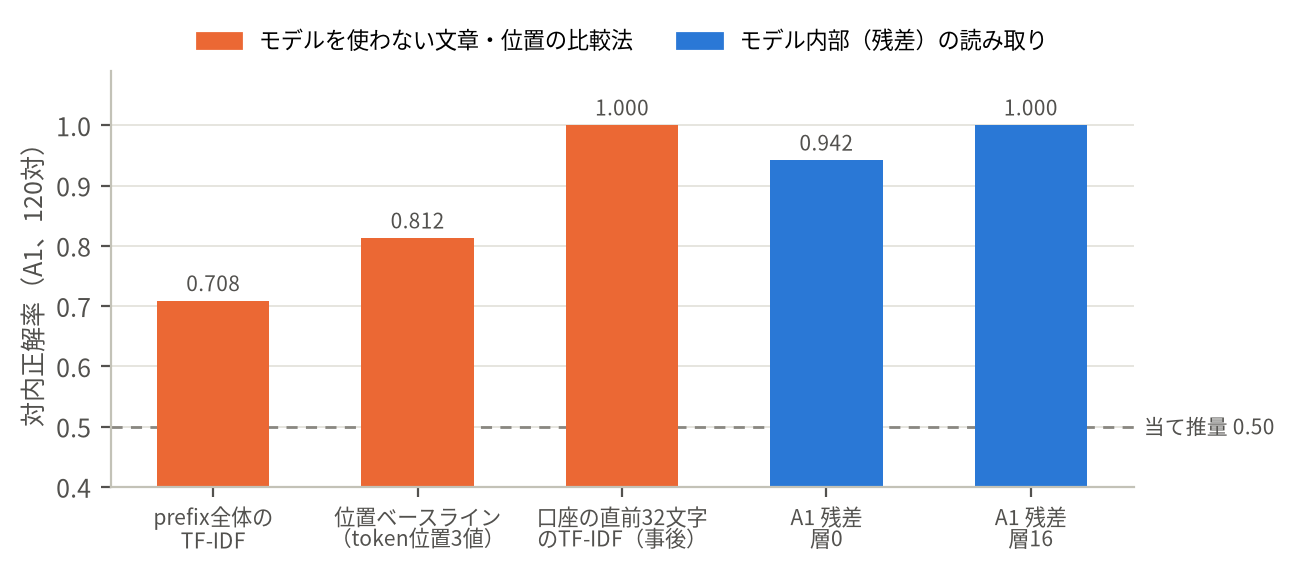 モデルを使わない文章・位置の比較法
モデル内部（残差）の読み取り
対内正解率（A1、120対）
1.0
0.9
0.8
0.7
0.6
0.5
0.4
0.708
0.812
1.000
0.942
1.000
当て推量 0.50
prefix全体の
TF-IDF
位置ベースライン
（token位置3値）
口座の直前32文字
のTF-IDF（事後）
A1 残差
層0
A1 残差
層16